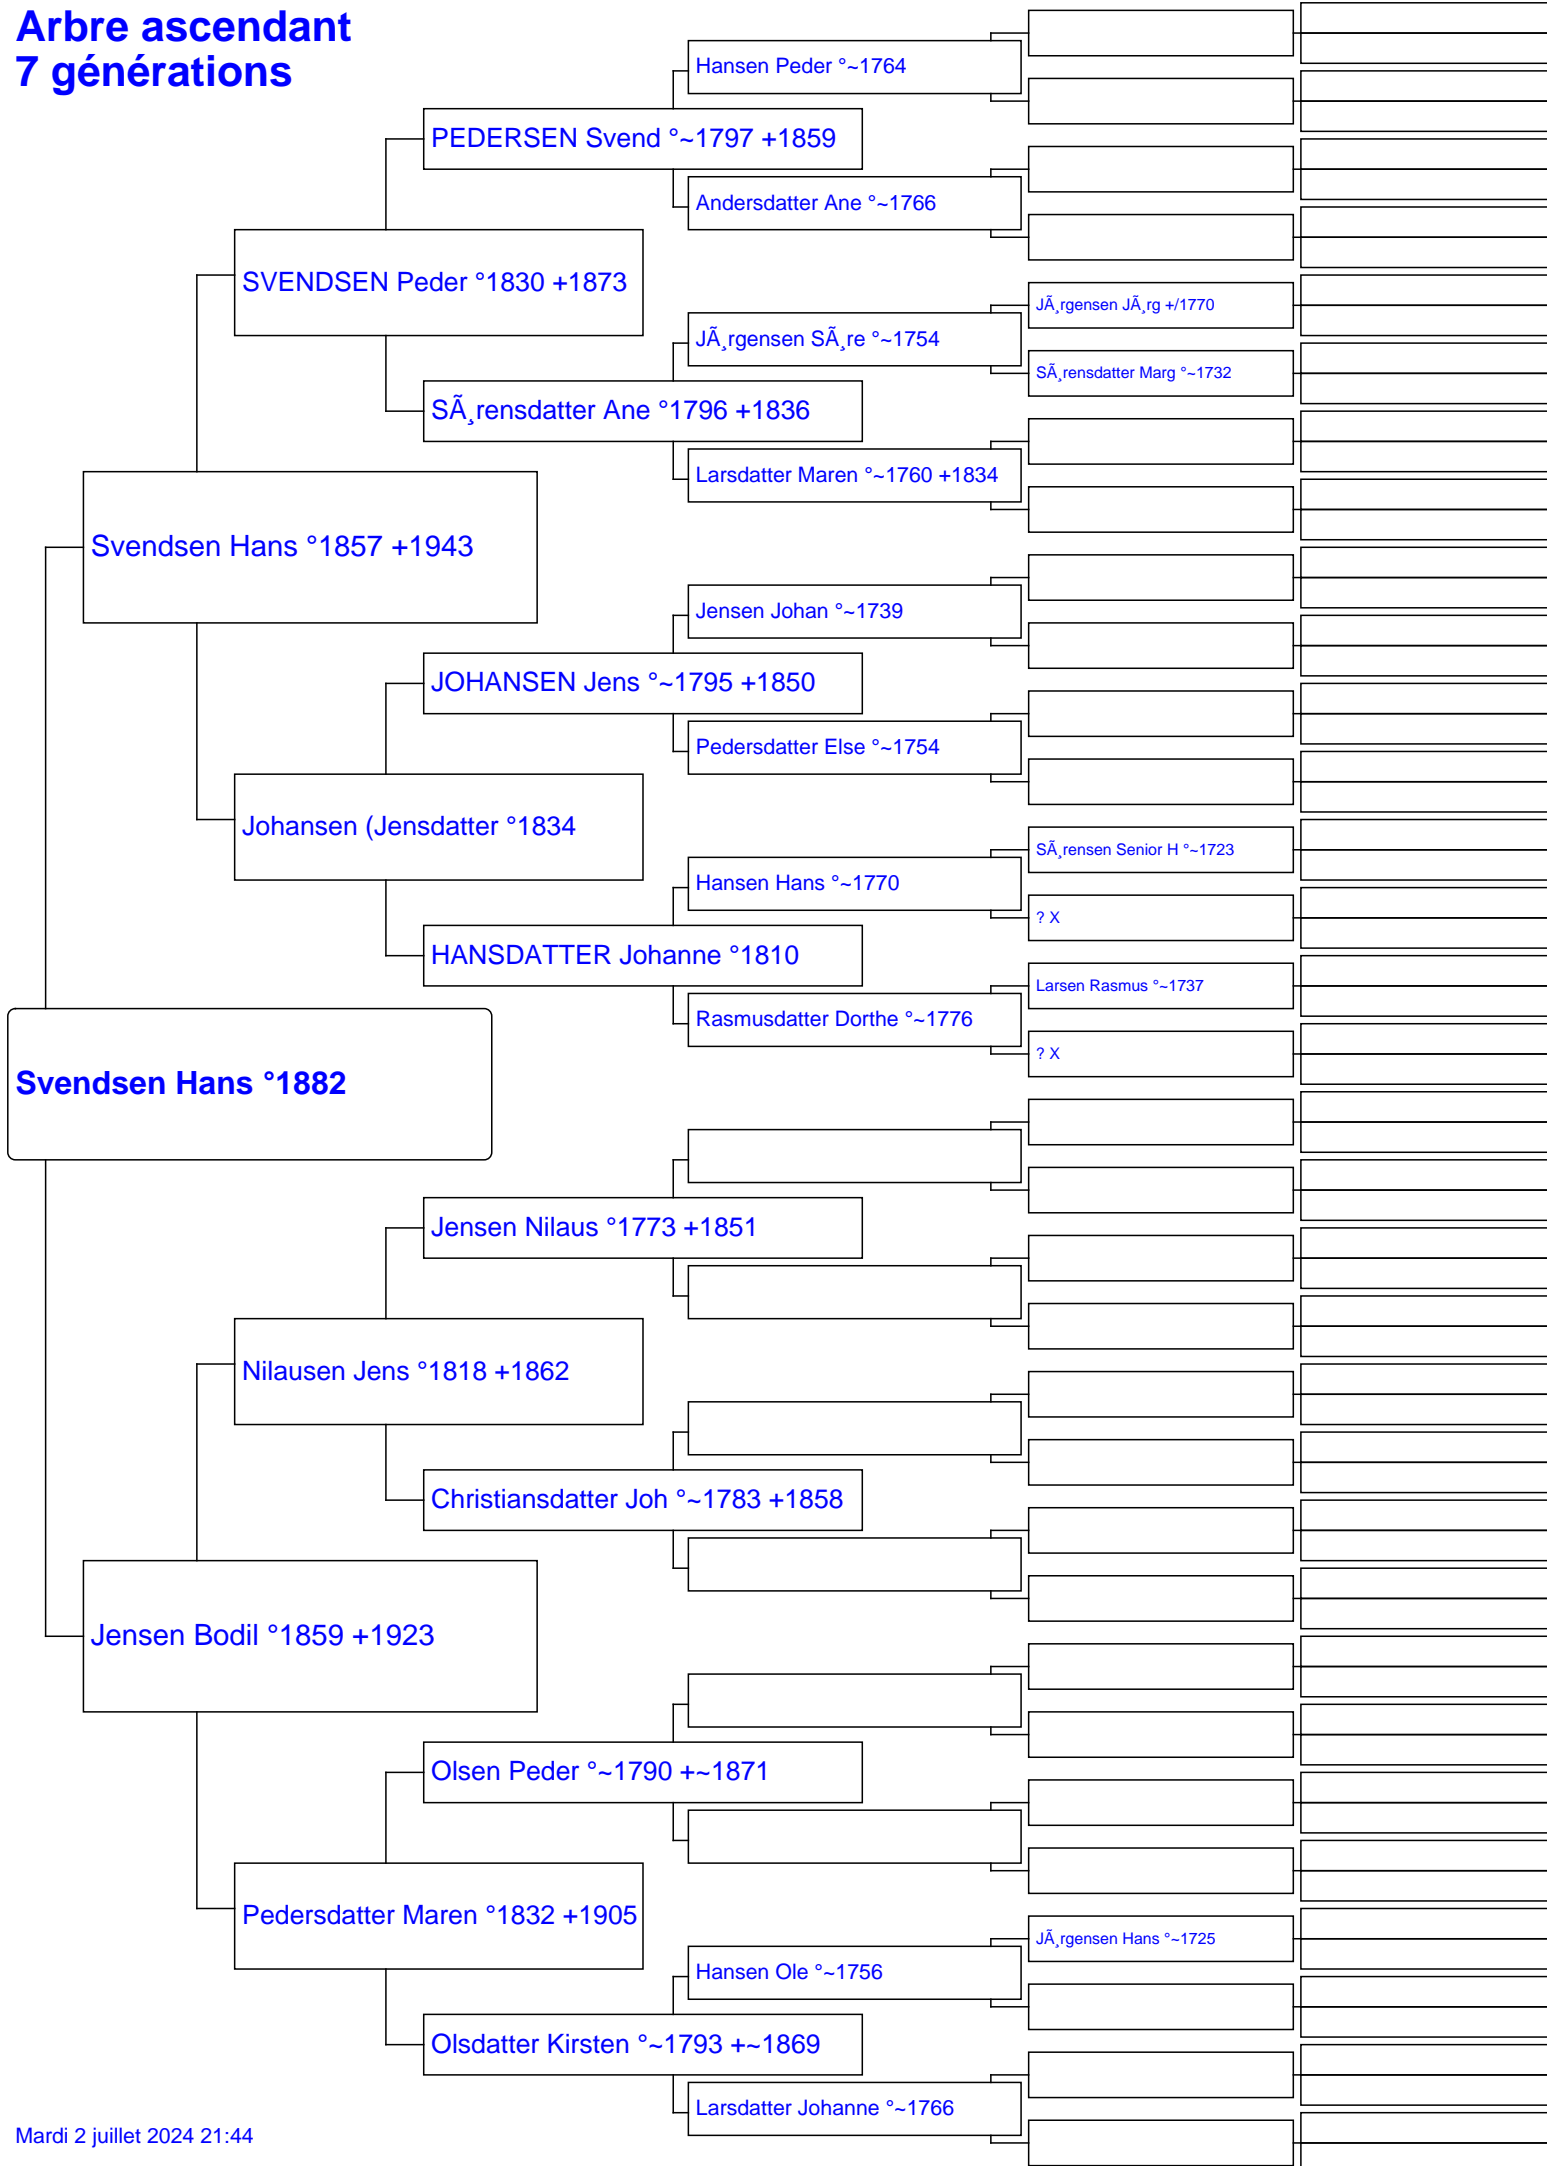 Arbre ascendant
7 générations
Hansen Peder °~1764
PEDERSEN Svend °~1797 +1859
Andersdatter Ane °~1766
SVENDSEN Peder °1830 +1873
JÃ¸rgensen JÃ¸rg +/1770
JÃ¸rgensen SÃ¸re °~1754
SÃ¸rensdatter Marg °~1732
SÃ¸rensdatter Ane °1796 +1836
Larsdatter Maren °~1760 +1834
Svendsen Hans °1857 +1943
Jensen Johan °~1739
JOHANSEN Jens °~1795 +1850
Pedersdatter Else °~1754
Johansen (Jensdatter °1834
SÃ¸rensen Senior H °~1723
Hansen Hans °~1770
? X
HANSDATTER Johanne °1810
Larsen Rasmus °~1737
Rasmusdatter Dorthe °~1776
? X
Svendsen Hans °1882
Jensen Nilaus °1773 +1851
Nilausen Jens °1818 +1862
Christiansdatter Joh °~1783 +1858
Jensen Bodil °1859 +1923
Olsen Peder °~1790 +~1871
Pedersdatter Maren °1832 +1905
JÃ¸rgensen Hans °~1725
Hansen Ole °~1756
Olsdatter Kirsten °~1793 +~1869
Larsdatter Johanne °~1766
Mardi 2 juillet 2024 21:44